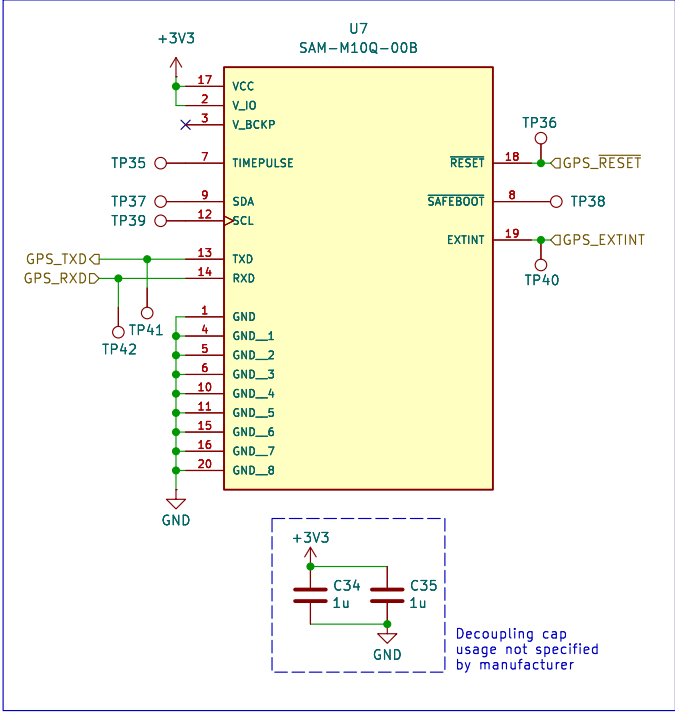 U7
SAM-M10Q-00B
+3V3
17 VCC
2 V_IO
3 V_BCKP
TP36
TP35 7 TIMEPULSE
RESET 18 GPS_RESET
TP37 9 SDA
SAFEBOOT 8 TP38
TP39 12 SCL
EXTINT 19 GPS_EXTINT
GPS_TXD 13 TXD
TP40
GPS_RXD 14 RXD
1 GND
TP41
4 GND__1
TP42
5 GND__2
6 GND__3
10 GND__4
11 GND__5
15 GND__6
16 GND__7
20 GND__8
GND
+3V3
C34 C35
1u 1u
GND
Decoupling cap
usage not specified
by manufacturer